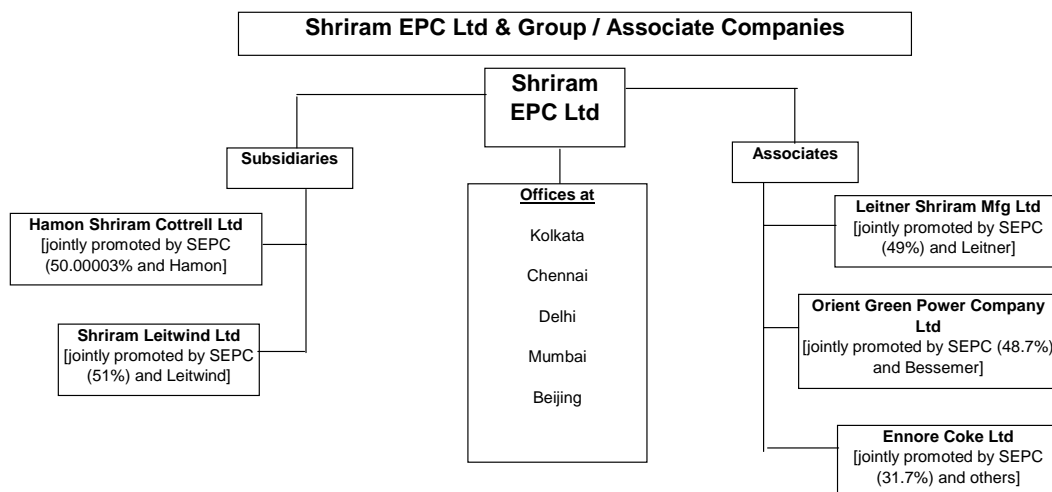 Shriram EPC Ltd & Group / Associate Companies
Shriram
EPC Ltd
Subsidiaries
Hamon Shriram Cottrell Ltd
[jointly promoted by SEPC
(50.00003% and Hamon]
Shriram Leitwind Ltd
[jointly promoted by SEPC
(51%) and Leitwind]
Offices at
Kolkata
Chennai
Delhi
Mumbai
Beijing
Associates
Leitner Shriram Mfg Ltd
[jointly promoted by SEPC
(49%) and Leitner]
Orient Green Power Company
Ltd
[jointly promoted by SEPC (48.7%)
and Bessemer]
Ennore Coke Ltd
[jointly promoted by SEPC
(31.7%) and others]